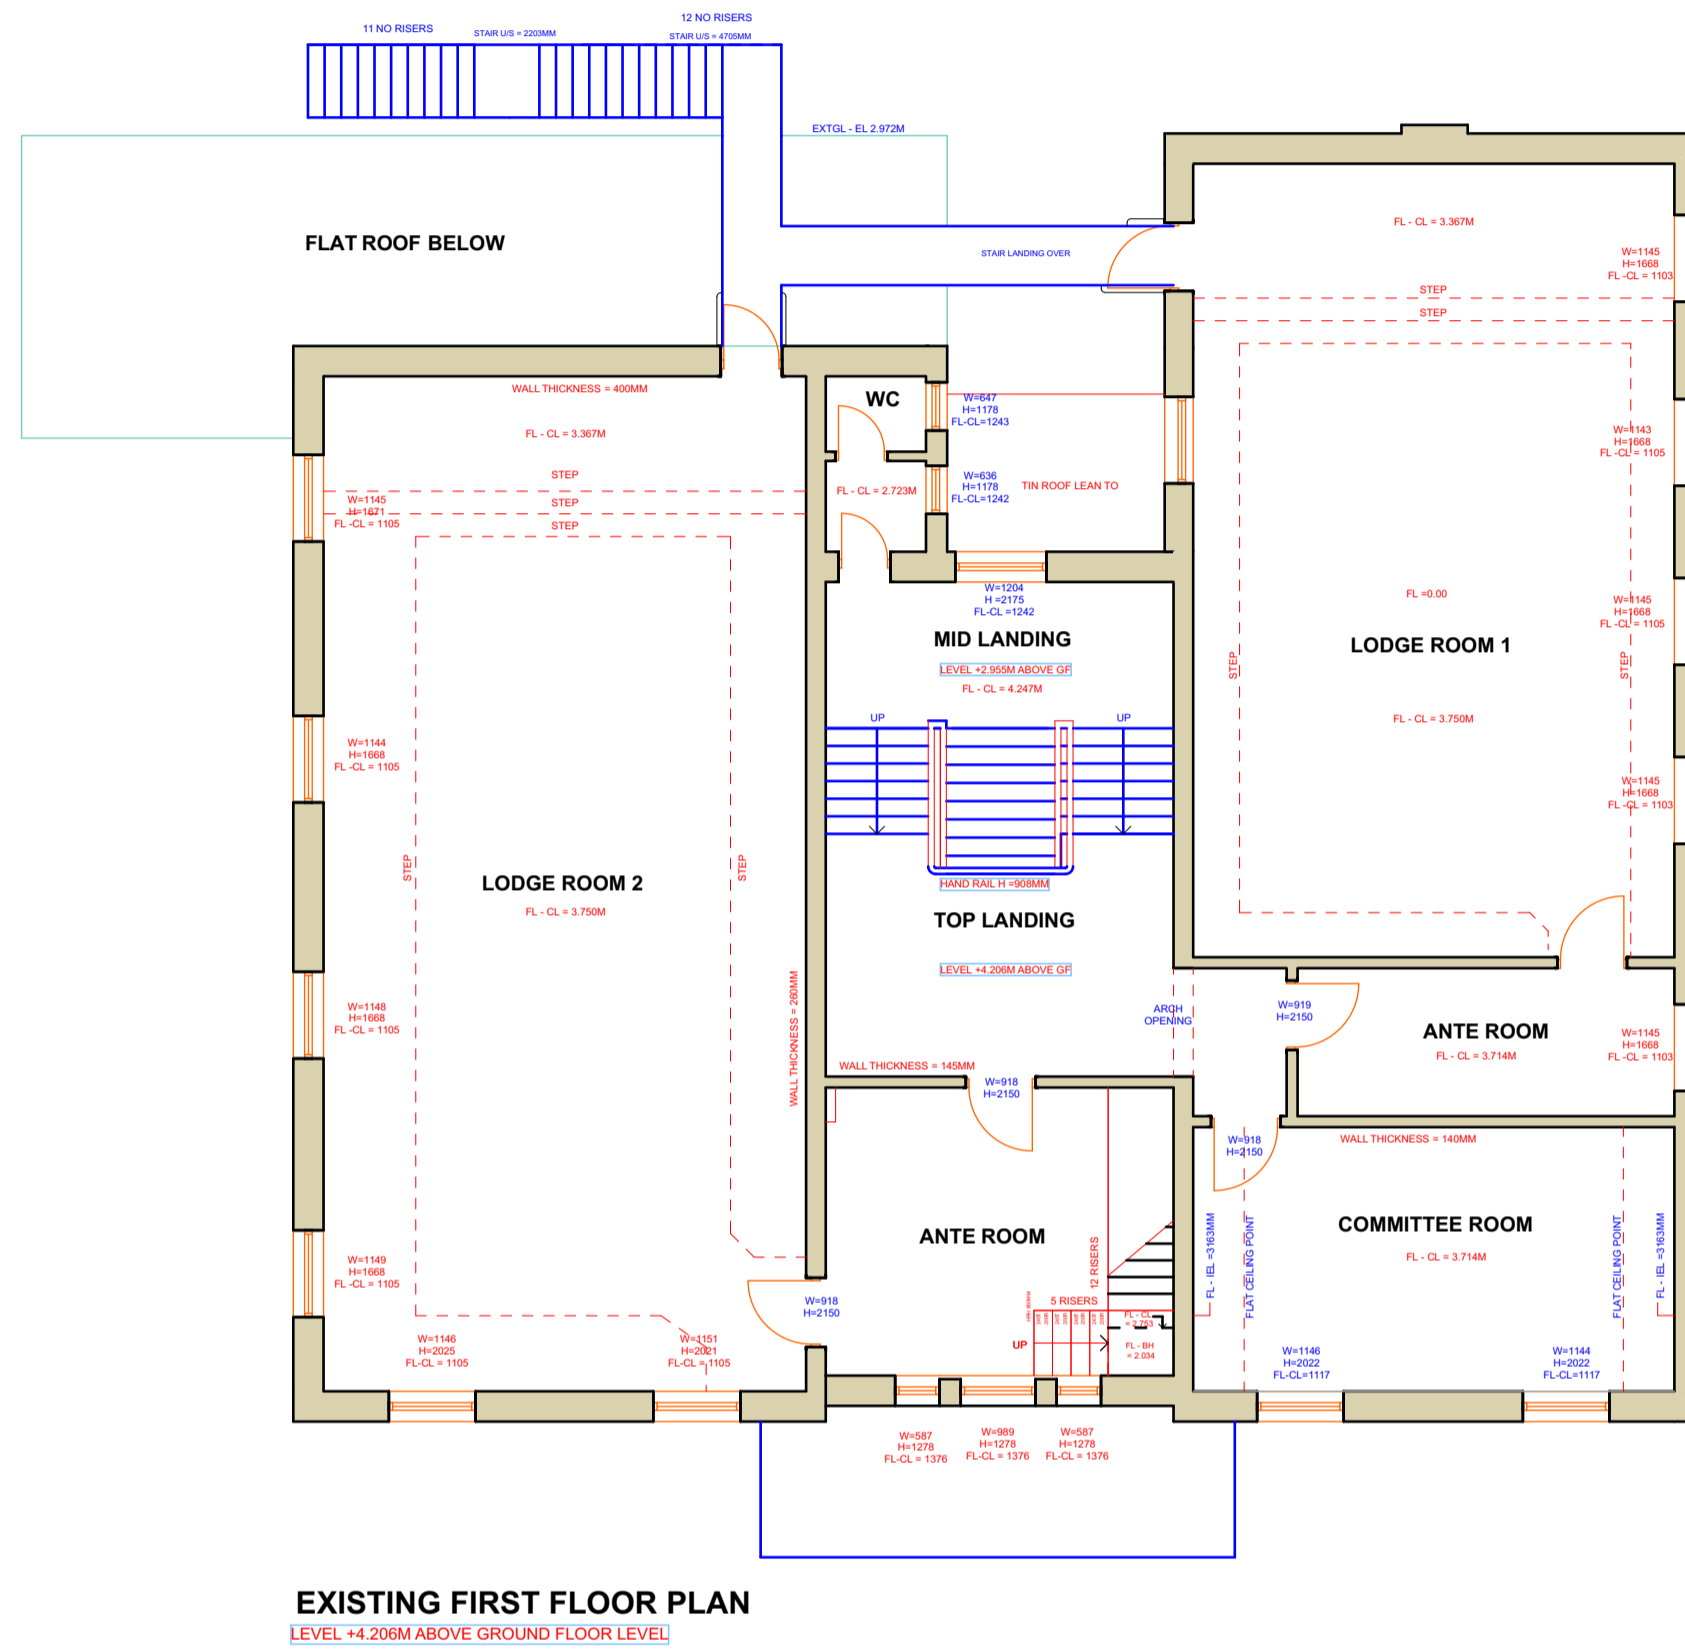 12 NO RISERS
11 NO RISERS
STAIR U/S = 2203MM
STAIR U/S = 4705MM
EXTGL - EL 2.972M
FLAT ROOF BELOW
STAIR LANDING OVER
FL - CL = 3.367M
W=1145
H=1668
FL -CL = 1103
STEP
STEP
WALL THICKNESS = 400MM
FL - CL = 3.367M
WC
W=647
H=1178
FL-CL=1243
W=1143
H=1668
FL -CL = 1105
STEP
STEP
STEP
W=1145
H=1671
FL -CL = 1105
FL - CL = 2.723M
W=636
H=1178
FL-CL=1242
TIN ROOF LEAN TO
W=1204
H =2175
FL-CL =1242
FL =0.00
W=1145
H=1668
FL -CL = 1105
MID LANDING
LEVEL +2.955M ABOVE GF
FL - CL = 4.247M
LODGE ROOM 1
STEP
STEP
FL - CL = 3.750M
UP
UP
W=1144
H=1668
FL -CL = 1105
W=1145
H=1668
FL -CL = 1103
STEP
LODGE ROOM 2
FL - CL = 3.750M
STEP
HAND RAIL H =908MM
TOP LANDING
LEVEL +4.206M ABOVE GF
WALL THICKNESS = 260MM
W=1148
H=1668
FL -CL = 1105
ARCH
OPENING
W=919
H=2150
ANTE ROOM
FL - CL = 3.714M
W=1145
H=1668
FL -CL = 1103
WALL THICKNESS = 145MM
W=918
H=2150
W=918
H=2150
WALL THICKNESS = 140MM
ANTE ROOM
COMMITTEE ROOM
FL - CL = 3.714M
FL - IEL =3163MM
FLAT CEILING POINT
FLAT CEILING POINT
FL - IEL =3163MM
W=1149
H=1668
FL -CL = 1105
W=918
H=2150
12 RISERS
5 RISERS
FL - CL
= 2.753
UP
FL - BH
= 2.034
W=1146
H=2025
FL-CL = 1105
W=1151
H=2021
FL-CL = 1105
W=1146
H=2022
FL-CL=1117
W=1144
H=2022
FL-CL=1117
W=587
H=1278
FL-CL = 1376
W=989
H=1278
FL-CL = 1376
W=587
H=1278
FL-CL = 1376
EXISTING FIRST FLOOR PLAN
LEVEL +4.206M ABOVE GROUND FLOOR LEVEL